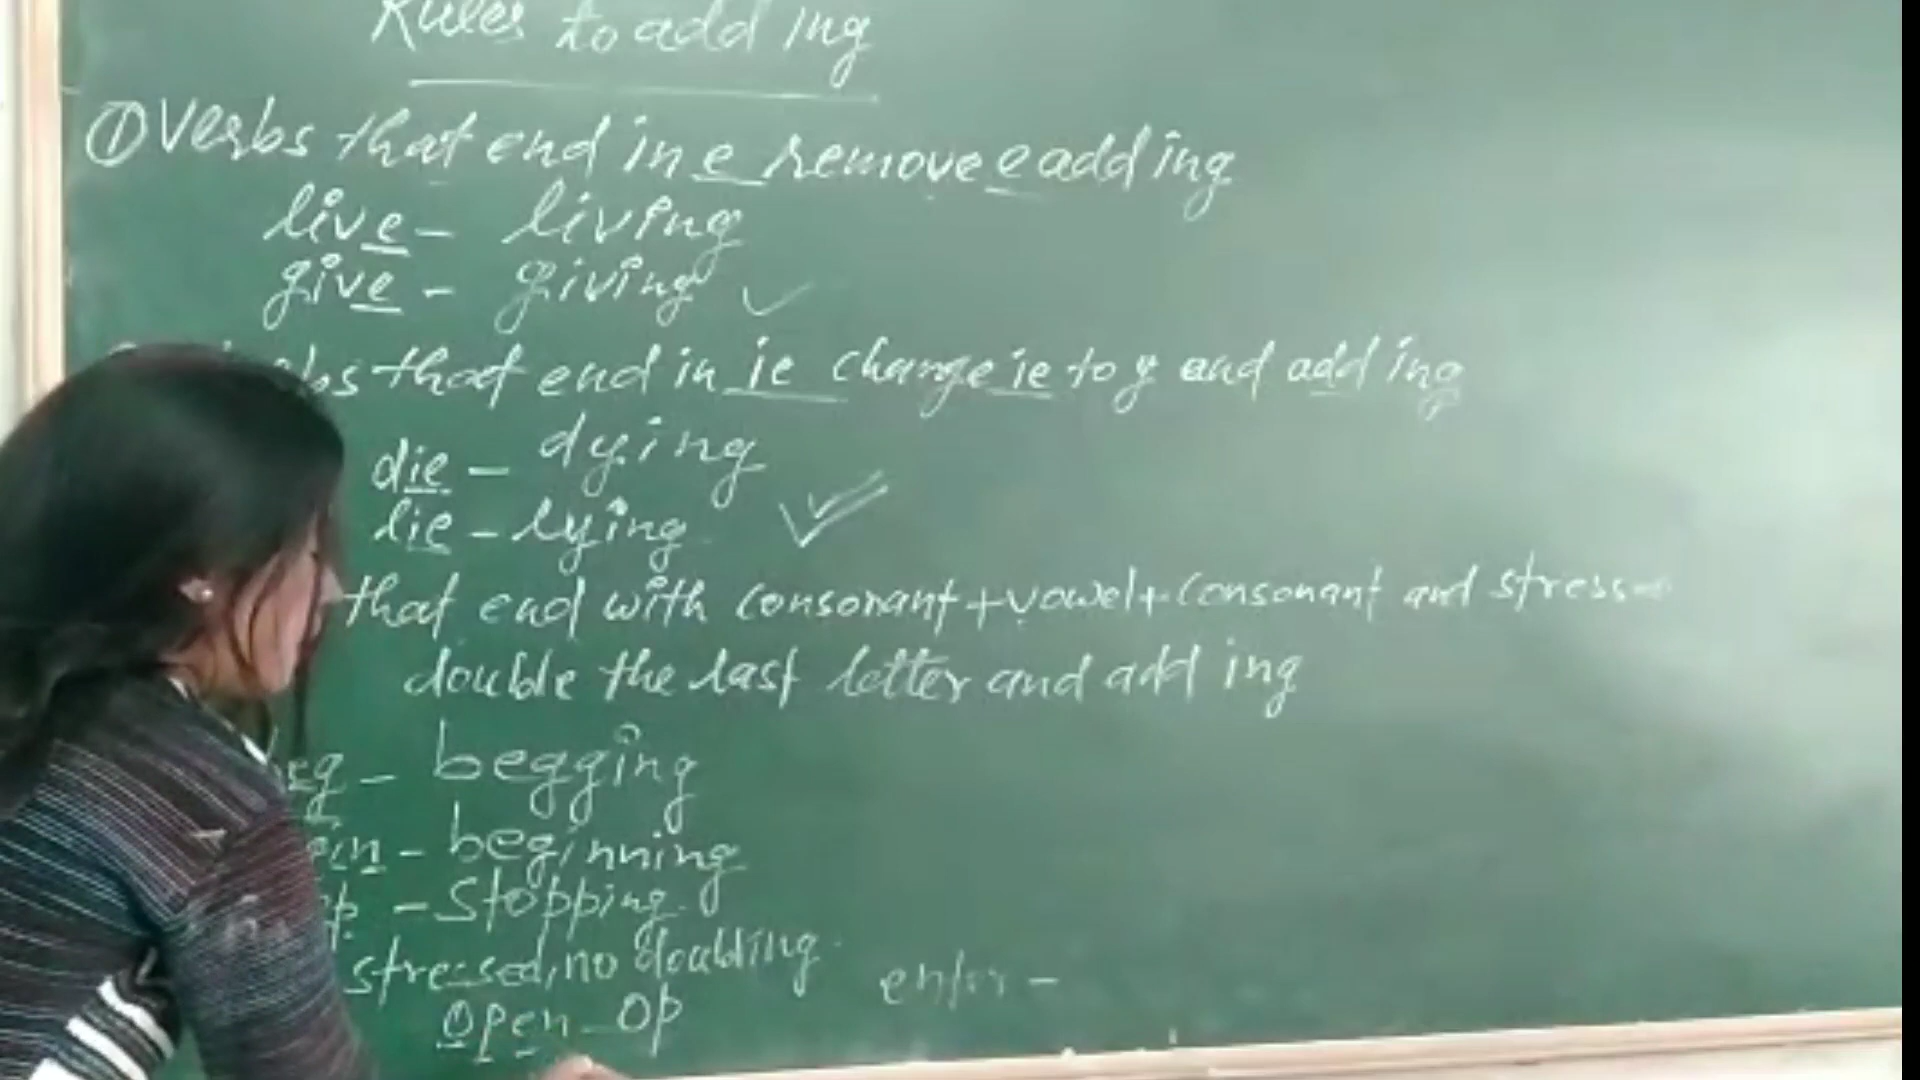 Rules to add ing
① Verbs that end in e remove e add ing
live - living
give - giving
that end in ie change ie to y and add ing
die - dying
lie - lying
that end with consonant + vowel + consonant and stress
double the last letter and add ing
eg - begging
in - beginning
p - stopping
stressed, no doubling
enter -
open - op